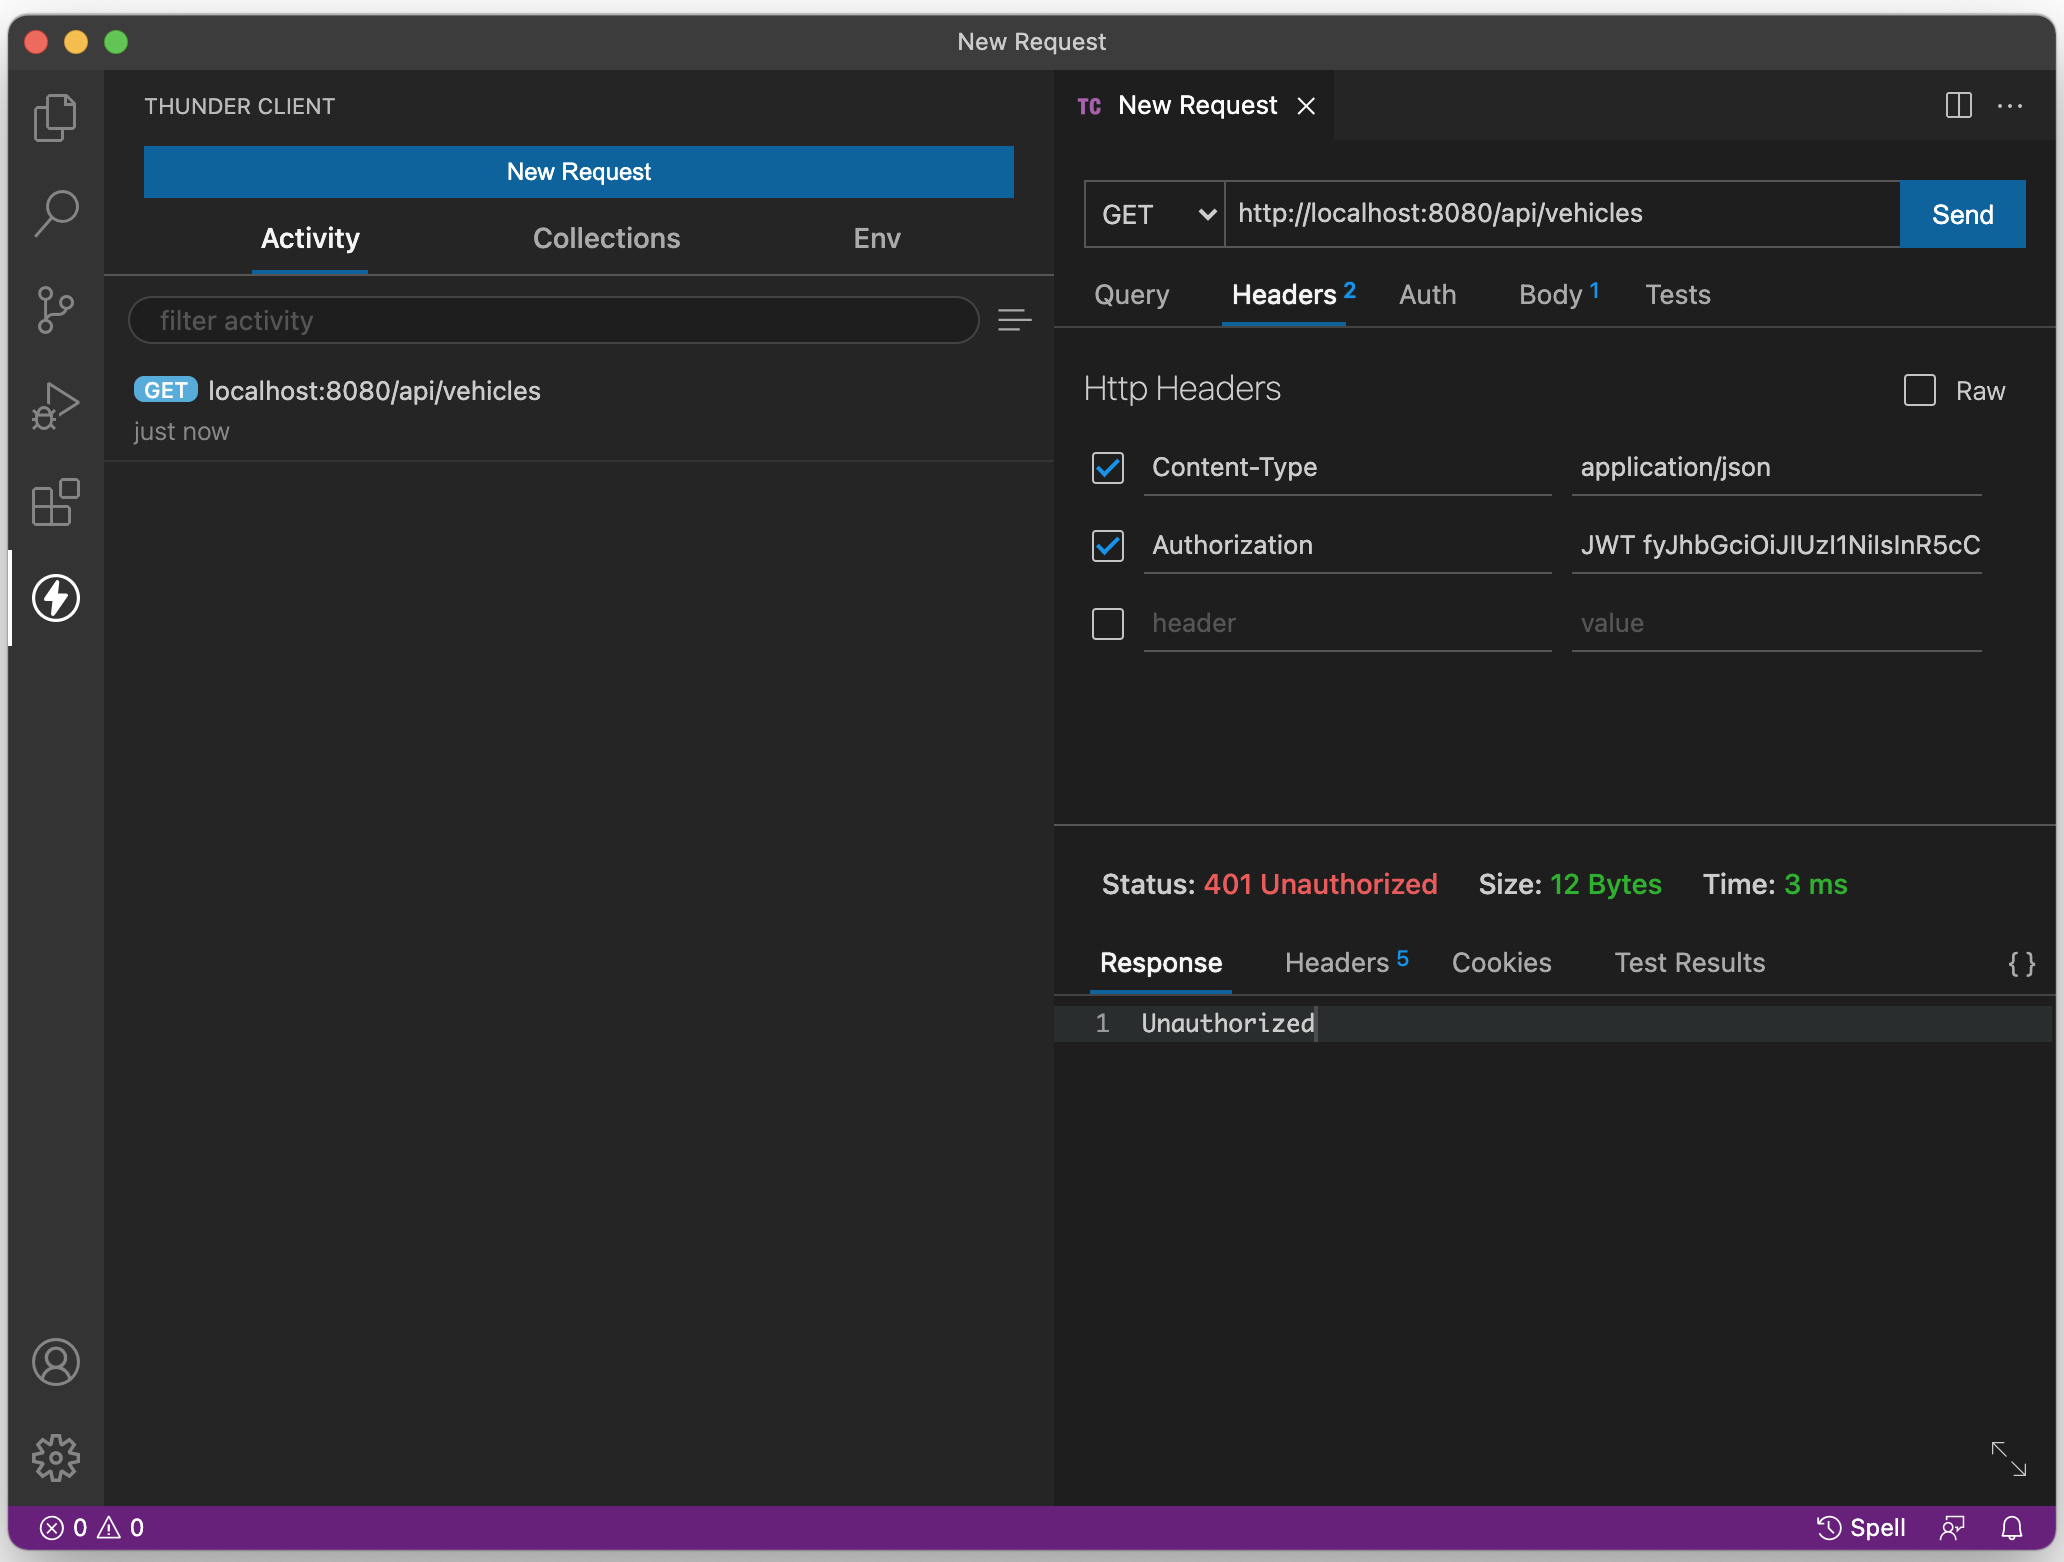 New Request
THUNDER CLIENT
New Request
Activity Collections Env
filter activity
GET localhost:8080/api/vehicles
just now
TC New Request
GET http://localhost:8080/api/vehicles Send
Query Headers 2 Auth Body 1 Tests
Http Headers Raw
Content-Type application/json
Authorization JWT fyJhbGciOiJIUzI1NiIsInR5cC
header value
Status: 401 Unauthorized Size: 12 Bytes Time: 3 ms
Response Headers 5 Cookies Test Results { }
1 Unauthorized
0 0 Spell